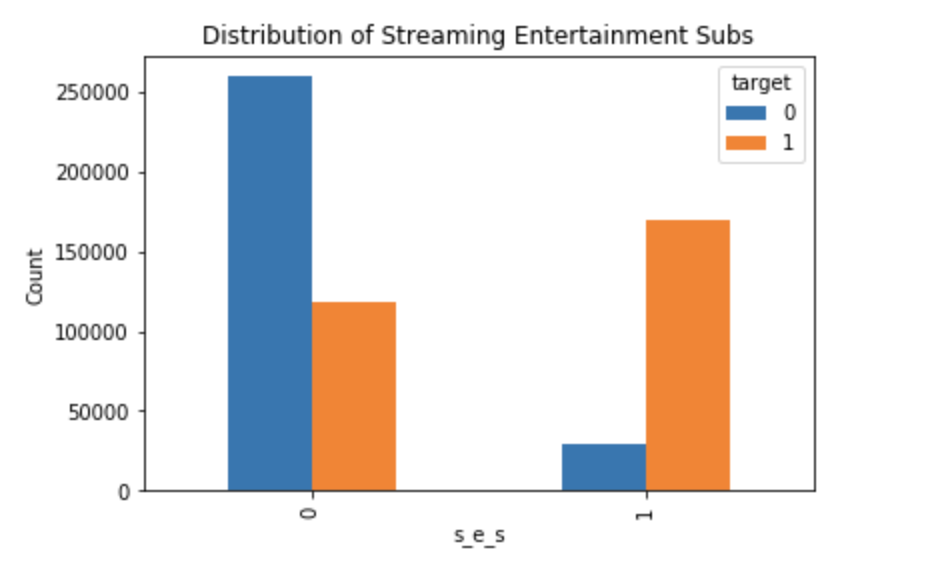 Distribution of Streaming Entertainment Subs
target
0
1
250000
200000
150000
100000
50000
0
Count
0
1
s_e_s